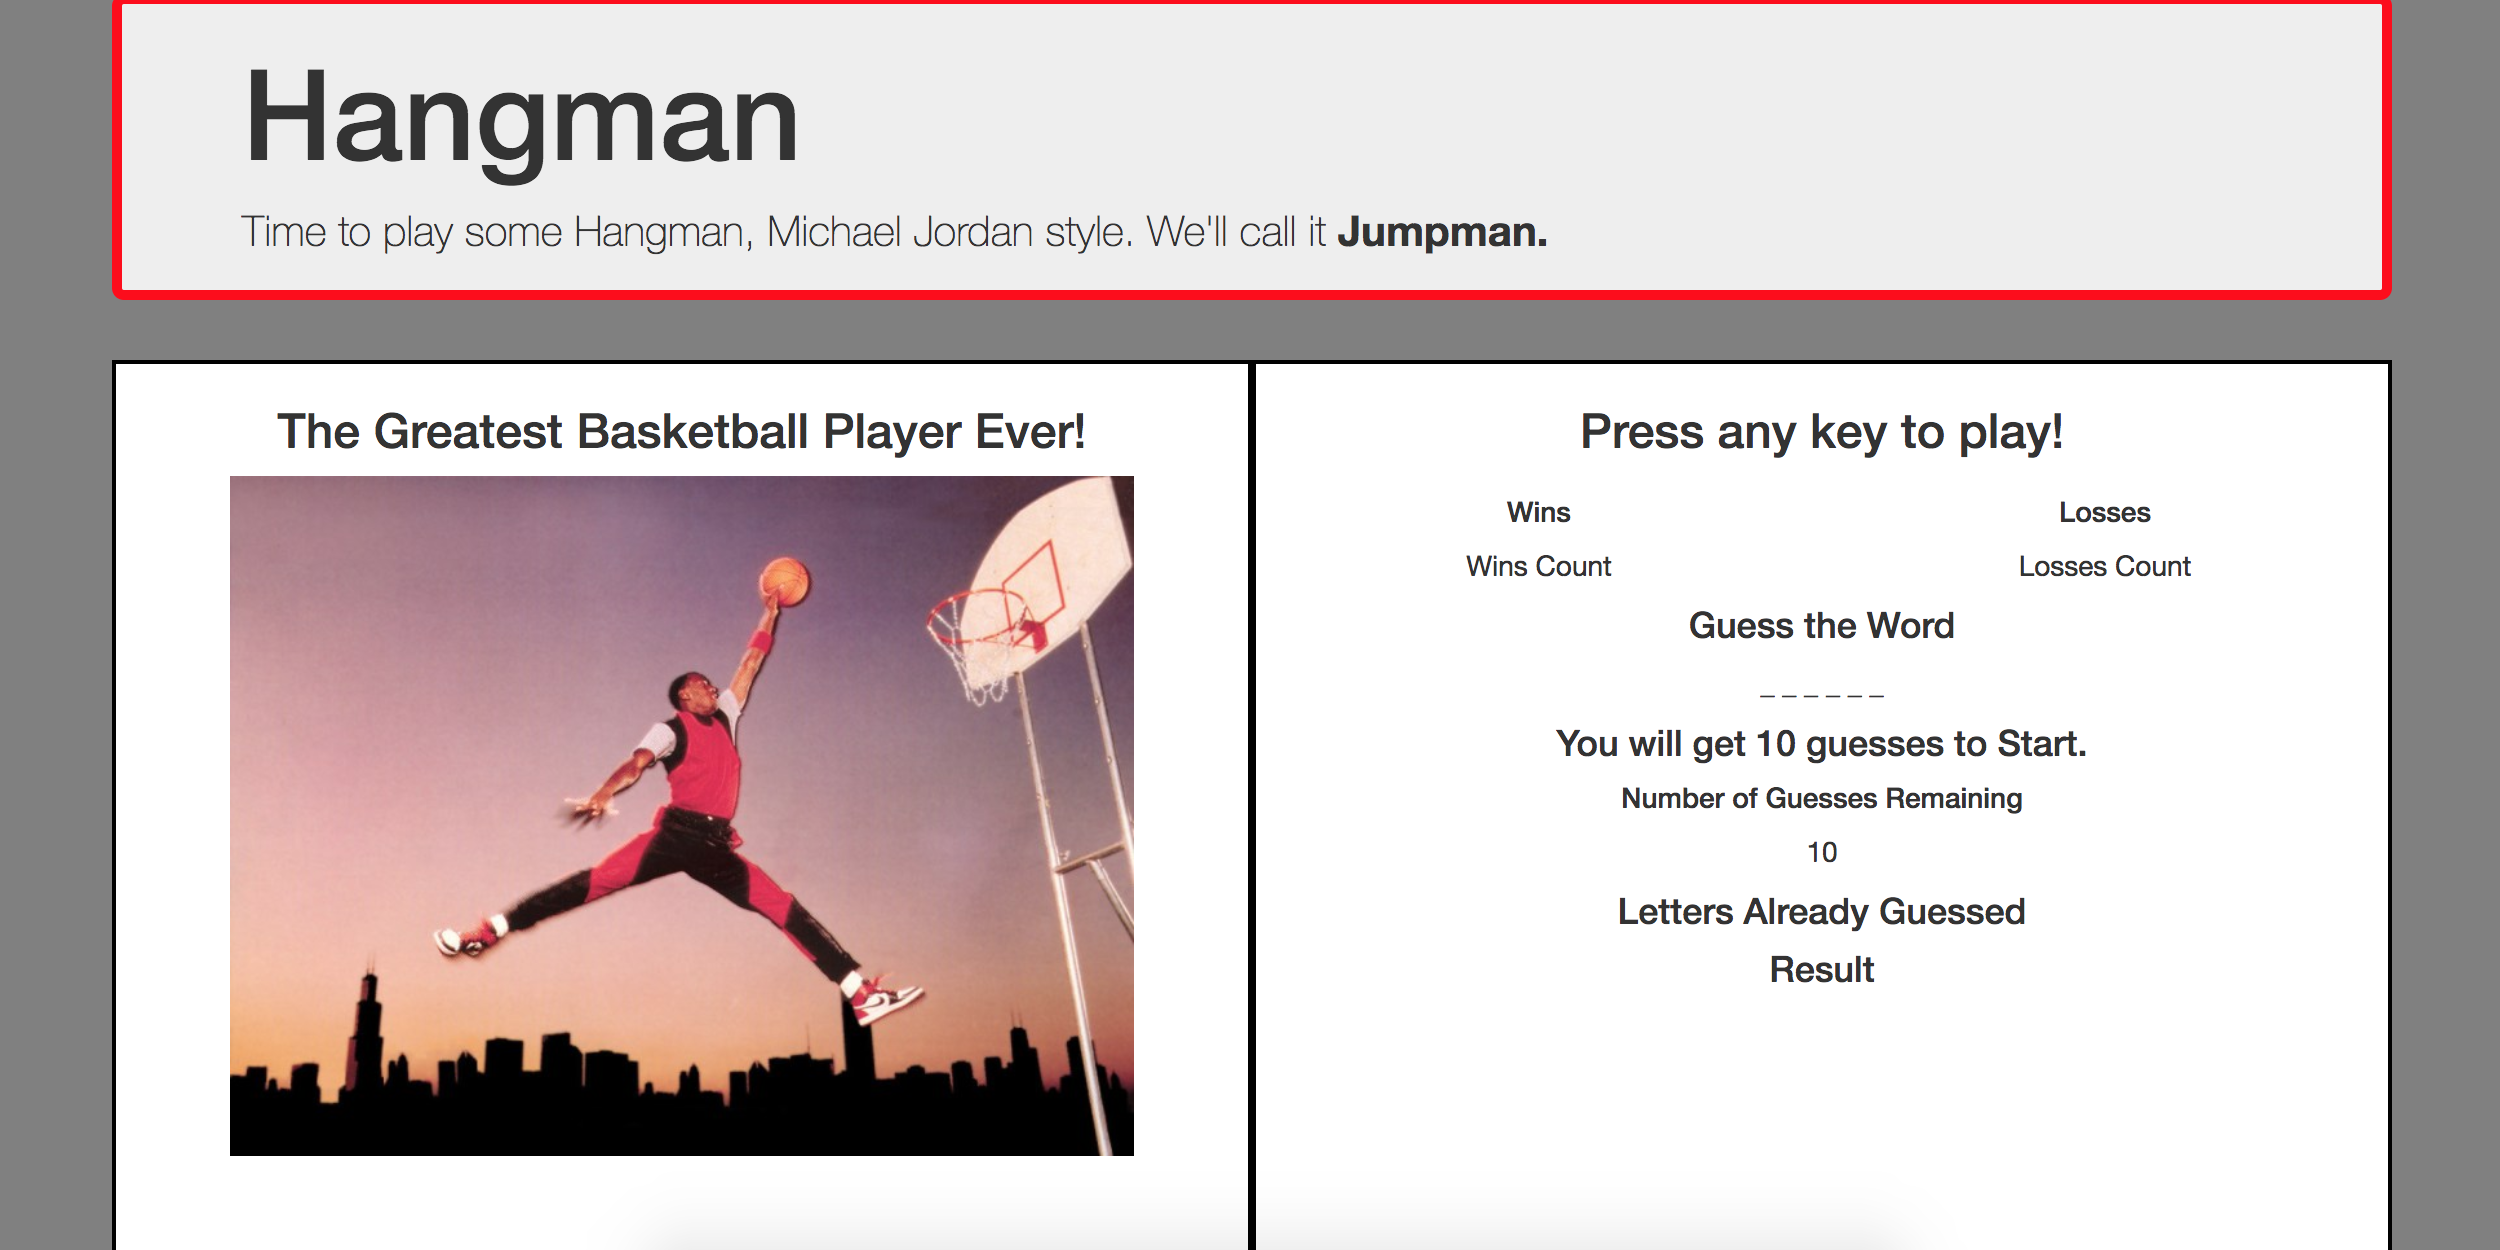 Hangman
Time to play some Hangman, Michael Jordan style. We'll call it Jumpman.
The Greatest Basketball Player Ever!
Press any key to play!
Wins Losses
Wins Count Losses Count
Guess the Word
_ _ _ _ _ _
You will get 10 guesses to Start.
Number of Guesses Remaining
10
Letters Already Guessed
Result